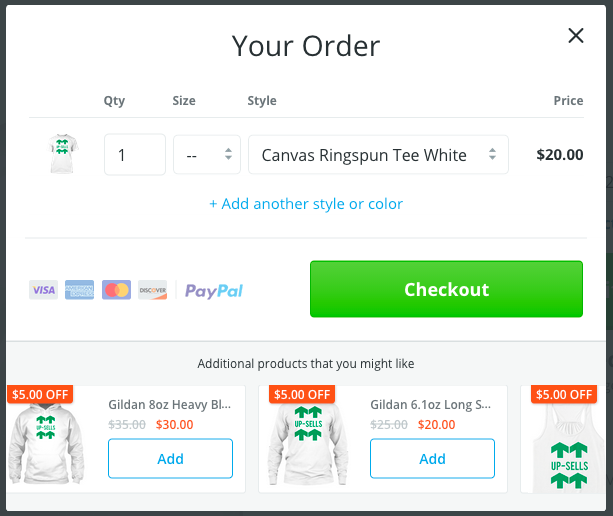 Your Order
Qty Size Style Price
UP-SELLS
1 -- Canvas Ringspun Tee White $20.00
+ Add another style or color
VISA AMERICAN EXPRESS DISCOVER PayPal
Checkout
Additional products that you might like
$5.00 OFF
Gildan 8oz Heavy Bl...
$35.00 $30.00
UP-SELLS
Add
$5.00 OFF
Gildan 6.1oz Long S...
$25.00 $20.00
UP-SELLS
Add
$5.00 OFF
UP-SELLS